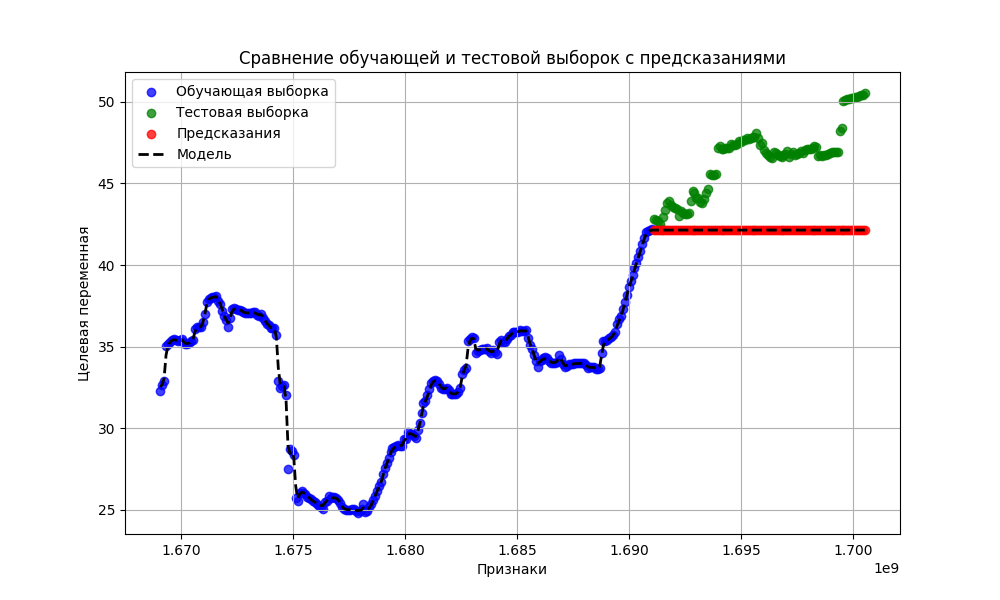 Сравнение обучающей и тестовой выборок с предсказаниями
Обучающая выборка
Тестовая выборка
Предсказания
Модель
Целевая переменная
50
45
40
35
30
25
1.670 1.675 1.680 1.685 1.690 1.695 1.700
1e9
Признаки